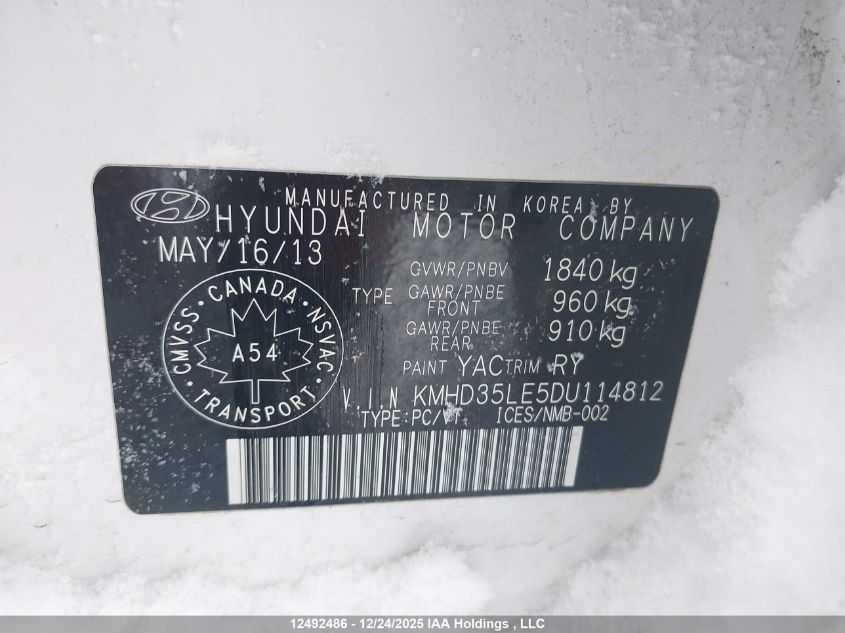 MANUFACTURED IN KOREA BY
HYUNDAI MOTOR COMPANY
MAY/16/13
GVWR/PNBV 1840 kg
TYPE GAWR/PNBE FRONT 960 kg
GAWR/PNBE REAR 910 kg
PAINT YAC TRIM RY
V.I.N KMHD35LE5DU114812
TYPE:PC/VT ICES/NMB-002
CMVSS · CANADA · NSVAC
A54
TRANSPORT
12492486 - 12/24/2025 IAA Holdings , LLC